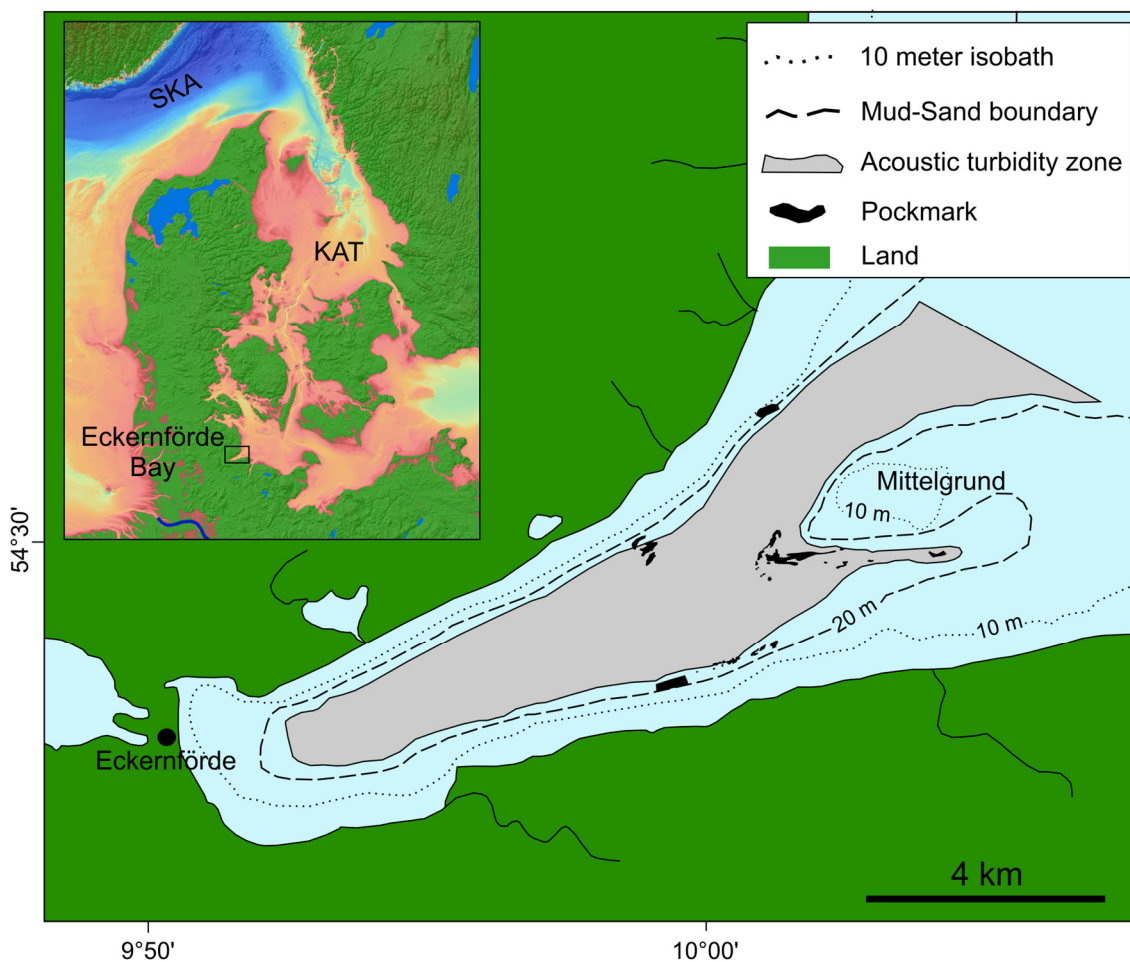 SKA
KAT
Eckernförde
Bay
10 meter isobath
Mud-Sand boundary
Acoustic turbidity zone
Pockmark
Land
Mittelgrund
10 m
54°30'
20 m
10 m
Eckernförde
4 km
9°50'
10°00'